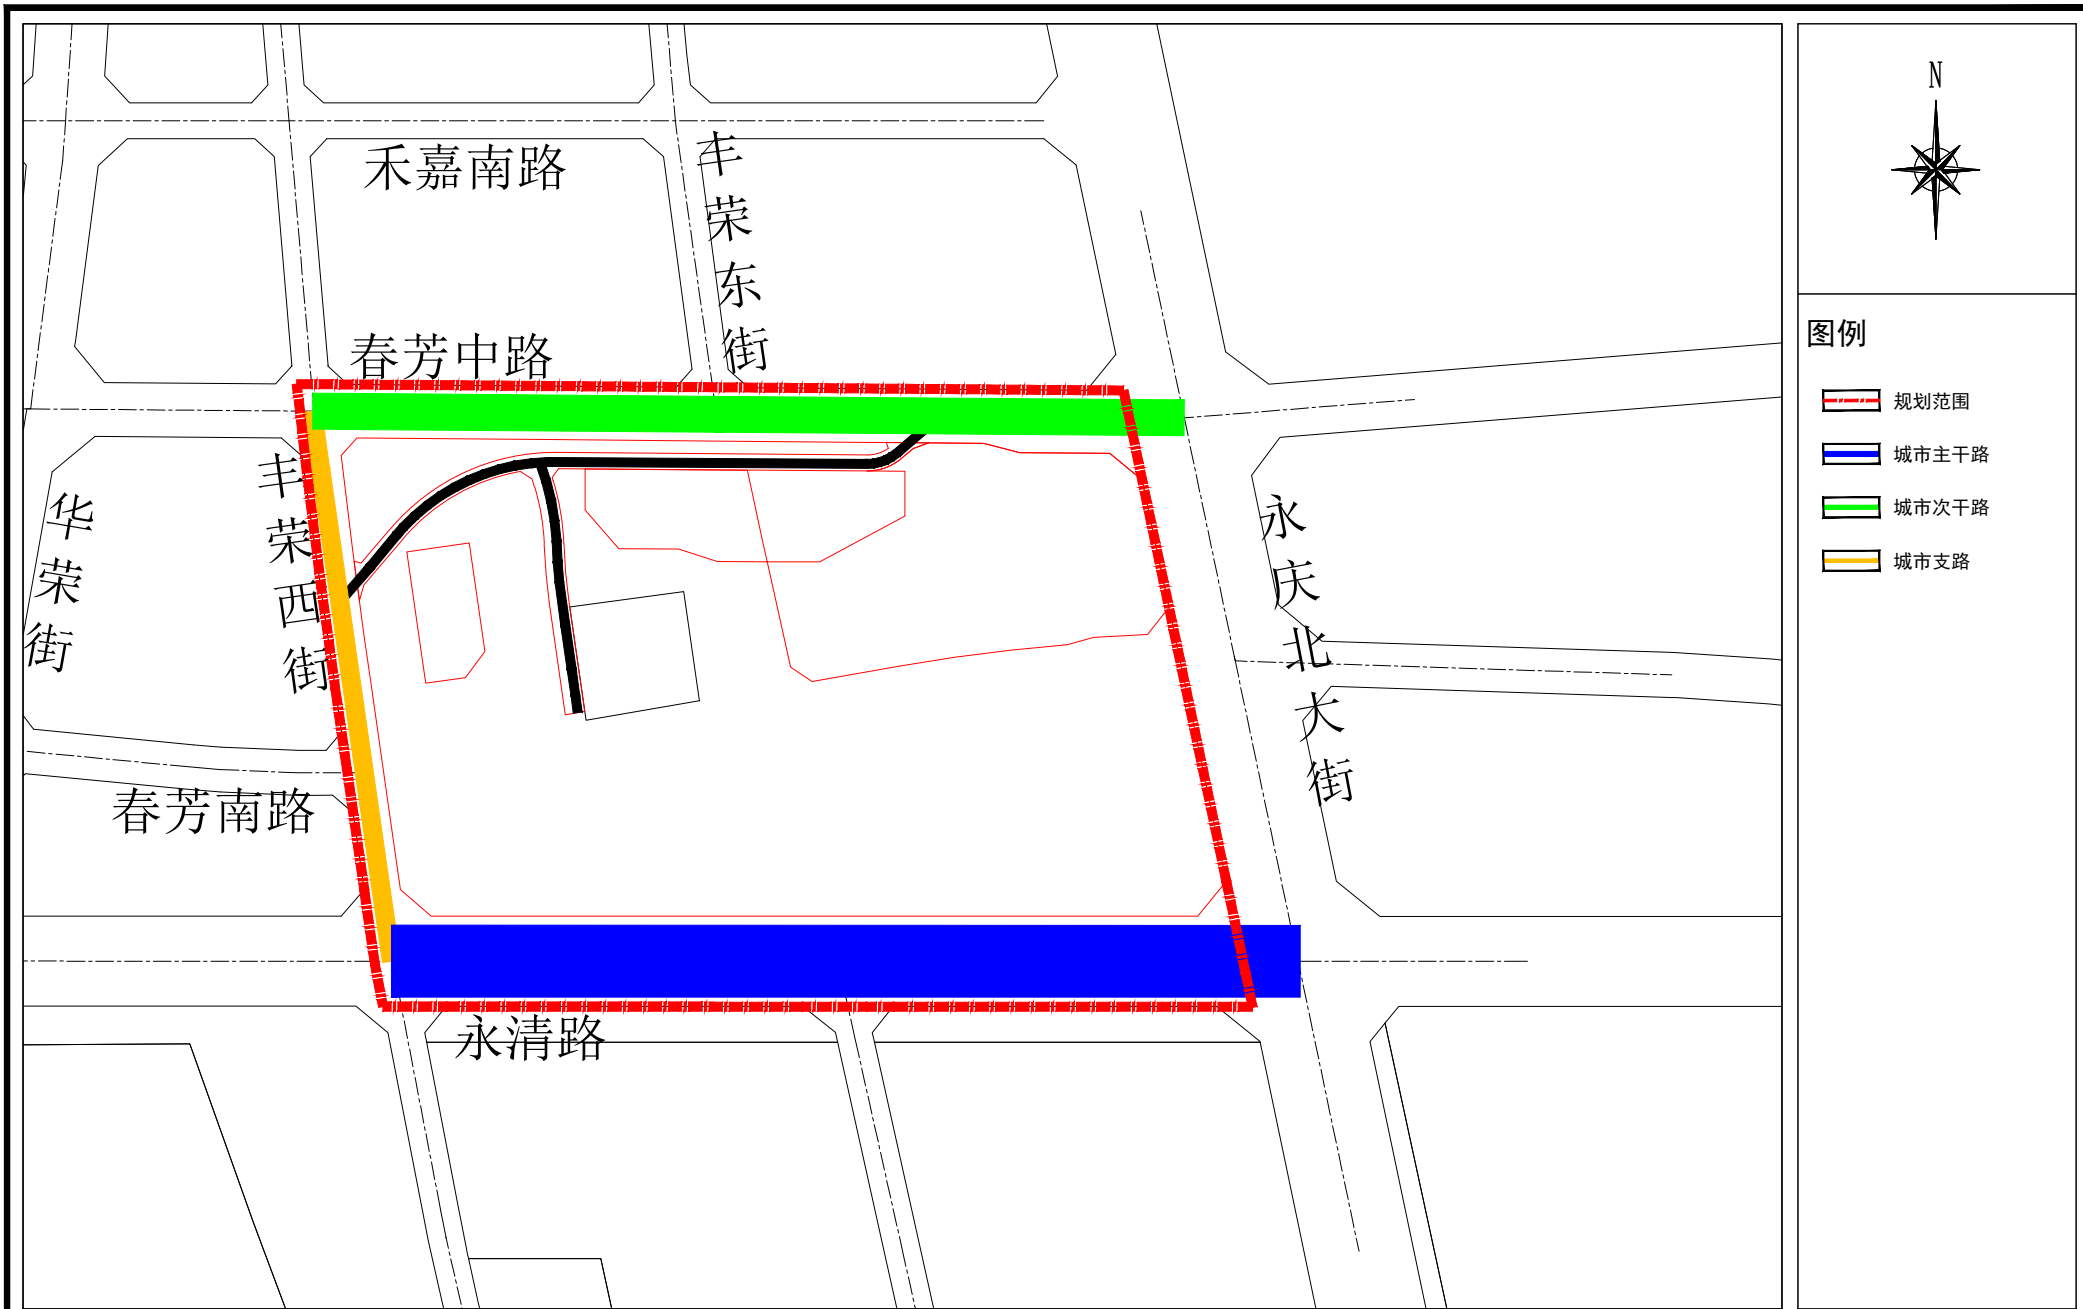 N
禾嘉南路
丰荣东街
春芳中路
丰荣西街
华荣街
永庆北大街
春芳南路
永清路
图例
规划范围
城市主干路
城市次干路
城市支路